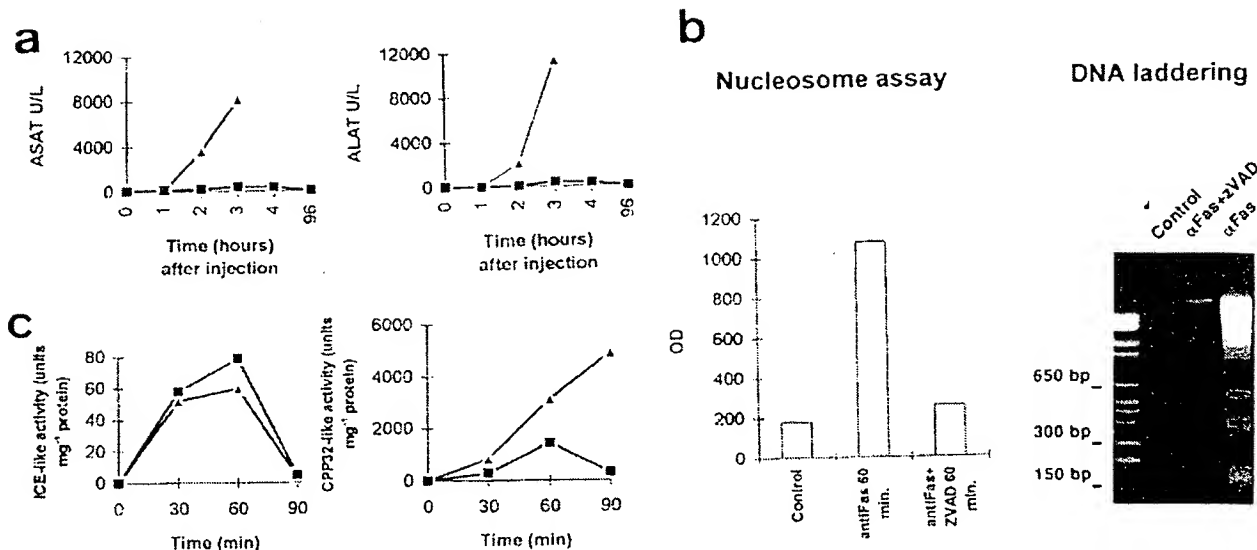 a
12000
8000
4000
0
ASAT U/L
0 1 2 3 4 96
Time (hours)
after injection
12000
8000
4000
0
ALAT U/L
0 1 2 3 4 96
Time (hours)
after injection
b
Nucleosome assay
1200
1000
800
600
400
200
0
OD
Control
antiFas 60
min.
antiFas+
ZVAD 60
min.
DNA laddering
Control
αFas+zVAD
αFas
650 bp
300 bp
150 bp
c
80
60
40
20
0
ICE-like activity (units
mg⁻¹ protein)
0 30 60 90
Time (min)
6000
4000
2000
0
CPP32-like activity (units
mg⁻¹ protein)
0 30 60 90
Time (min)